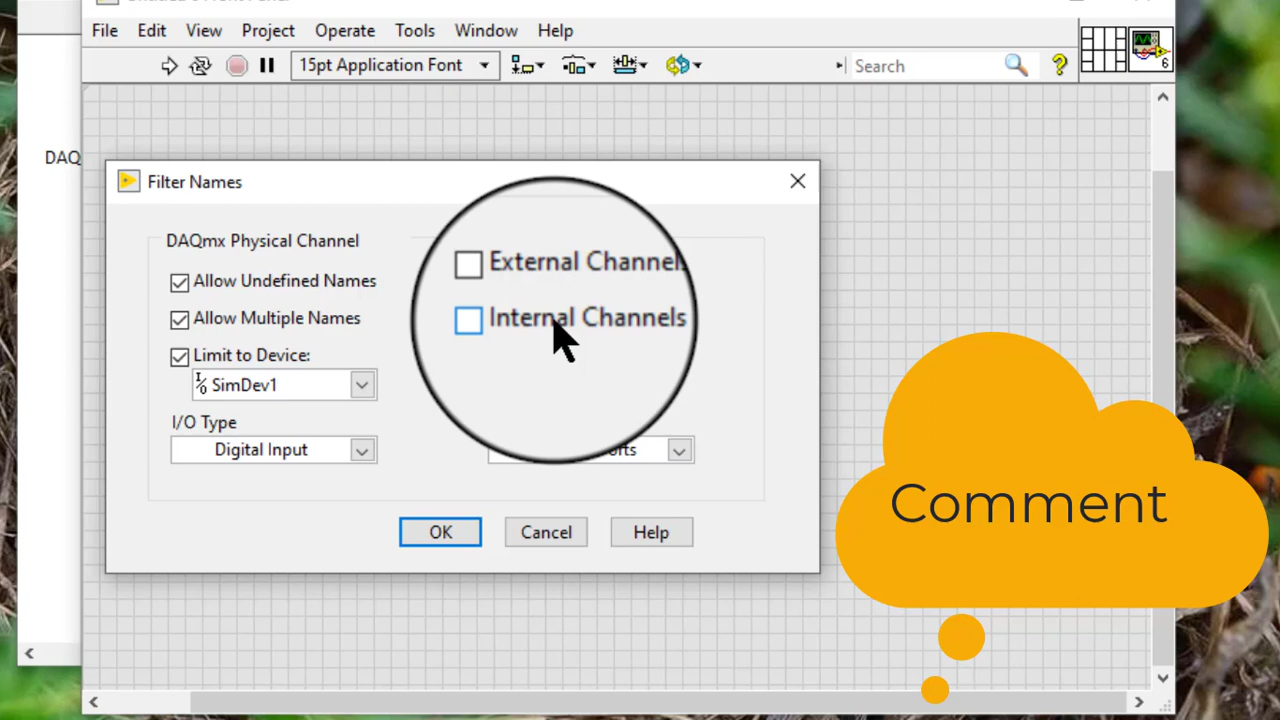 File Edit View Project Operate Tools Window Help
15pt Application Font
Search
6
DAQ
Filter Names
DAQmx Physical Channel
Allow Undefined Names
Allow Multiple Names
Limit to Device:
I/O SimDev1
I/O Type
Digital Input
External Channel
Internal Channels
orts
OK Cancel Help
Comment